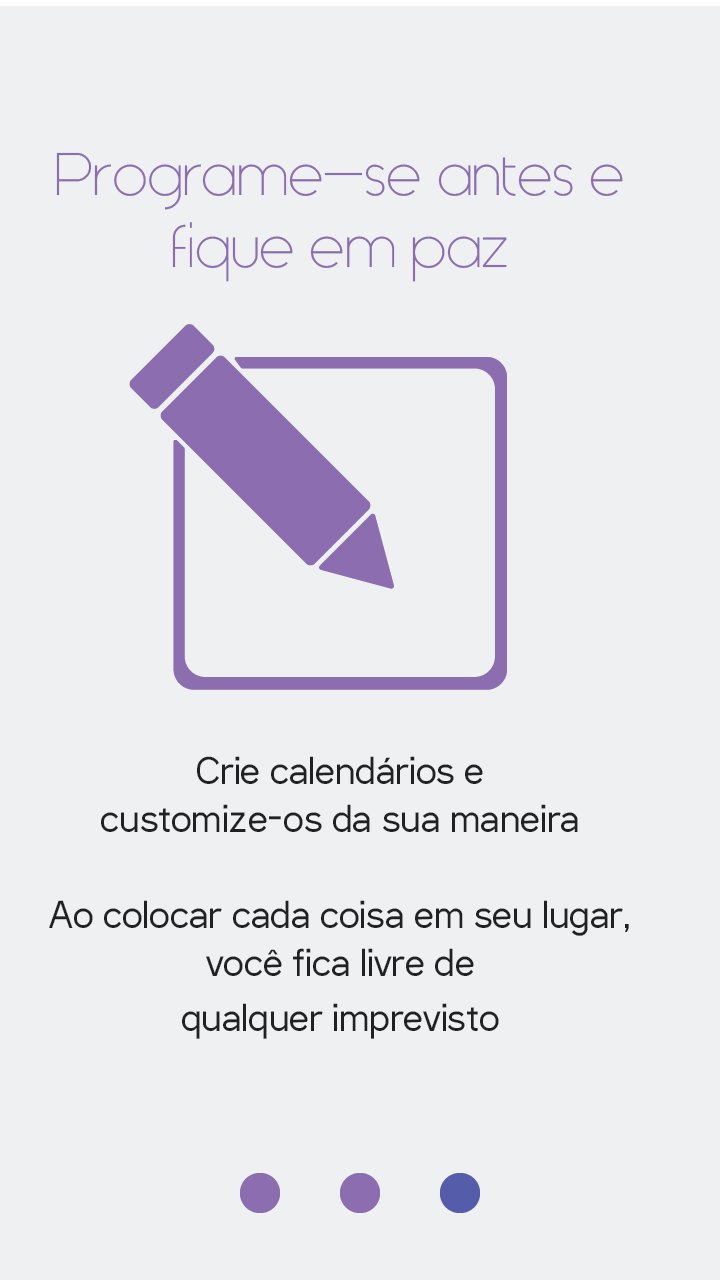 Programe-se antes e
fique em paz
Crie calendários e
customize-os da sua maneira
Ao colocar cada coisa em seu lugar,
você fica livre de
qualquer imprevisto